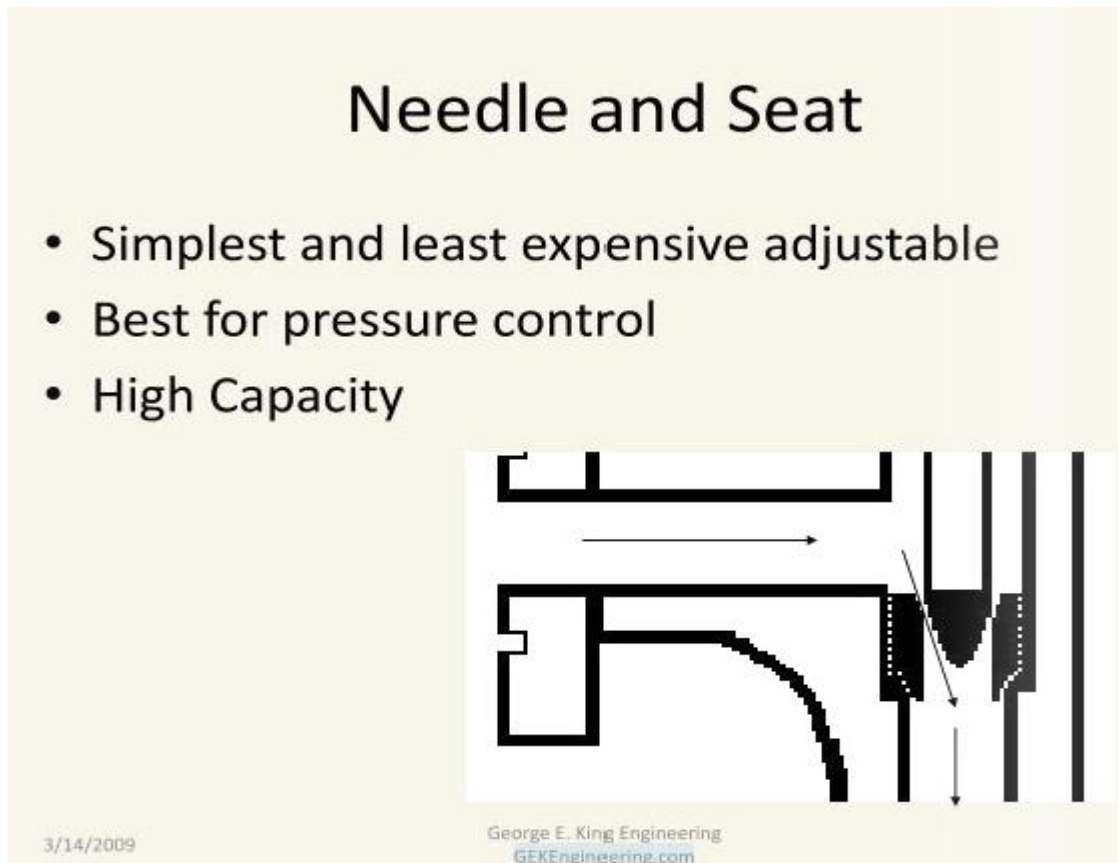 Needle and Seat
• Simplest and least expensive adjustable
• Best for pressure control
• High Capacity
3/14/2009
George E. King Engineering
GEKEngineering.com